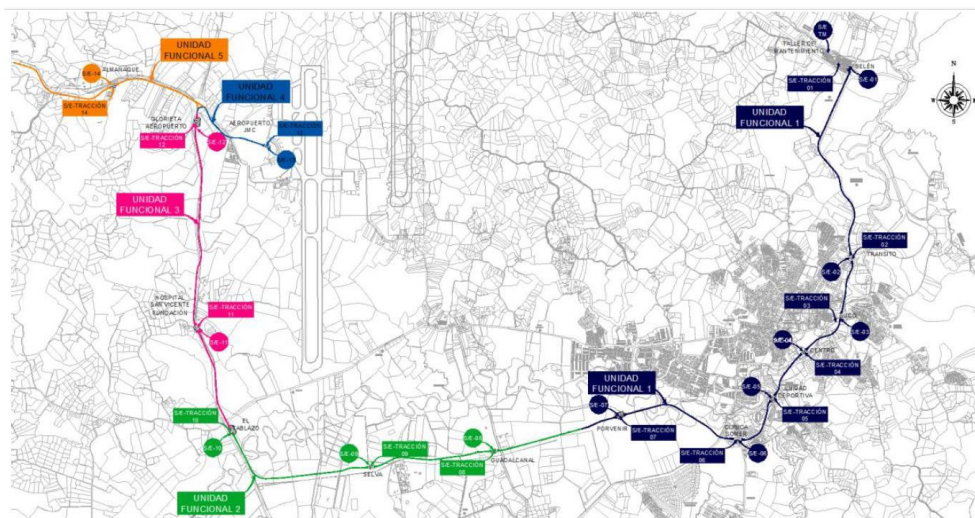 UNIDAD
FUNCIONAL 5
ALMANAQUE
S/E-14
S/E-TRACCIÓN
14
UNIDAD
FUNCIONAL 4
GLORIETA
AEROPUERTO
S/E-TRACCIÓN
12
S/E-12
AEROPUERTO
JMC
S/E-TRACCIÓN
S/E-13
S/E
TM
TALLER DE
MANTENIMIENTO
BELÉN
S/E-TRACCIÓN
01
S/E-01
UNIDAD
FUNCIONAL 1
N
W
E
S
UNIDAD
FUNCIONAL 3
S/E-TRACCIÓN
02
TRANSITO
S/E-02
HOSPITAL
SAN VICENTE
FUNDACIÓN
S/E-TRACCIÓN
11
S/E-11
S/E-TRACCIÓN
03
S/E-03
S/E-04
CENTRO
S/E-TRACCIÓN
04
UNIDAD
FUNCIONAL 1
S/E-05
CIUDAD
DEPORTIVA
S/E-TRACCIÓN
05
S/E-07
PORVENIR
S/E-TRACCIÓN
07
CLÍNICA
SOMER
S/E-TRACCIÓN
06
S/E-06
S/E-TRACCIÓN
10
EL
TABLAZO
S/E-10
S/E-09
SELVA
S/E-TRACCIÓN
09
S/E-08
GUADALCANAL
S/E-TRACCIÓN
08
UNIDAD
FUNCIONAL 2